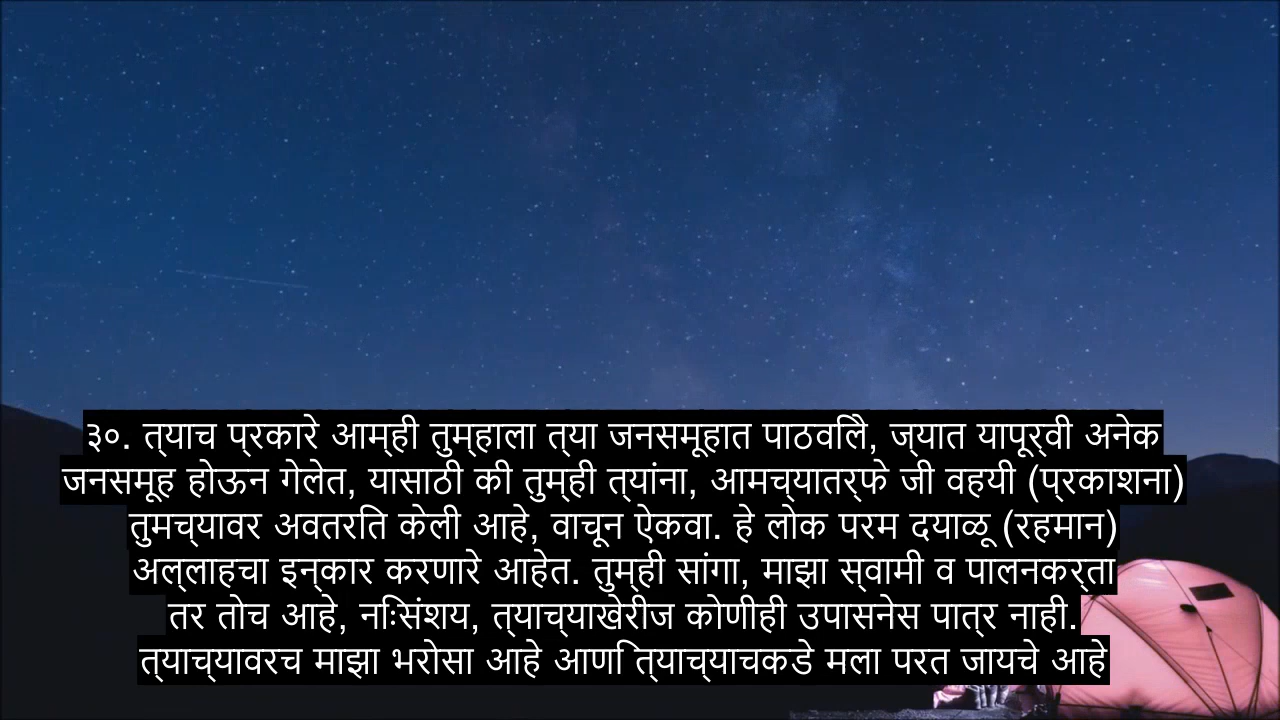 ३०. त्याच प्रकारे आम्ही तुम्हाला त्या जनसमूहात पाठविले, ज्यात यापूर्वी अनेक
जनसमूह होऊन गेलेत, यासाठी की तुम्ही त्यांना, आमच्यातर्फे जी वहयी (प्रकाशना)
तुमच्यावर अवतरित केली आहे, वाचून ऐकवा. हे लोक परम दयाळू (रहमान)
अल्लाहचा इन्कार करणारे आहेत. तुम्ही सांगा, माझा स्वामी व पालनकर्ता
तर तोच आहे, निःसंशय, त्याच्याखेरीज कोणीही उपासनेस पात्र नाही.
त्याच्यावरच माझा भरोसा आहे आणि त्याच्याचकडे मला परत जायचे आहे